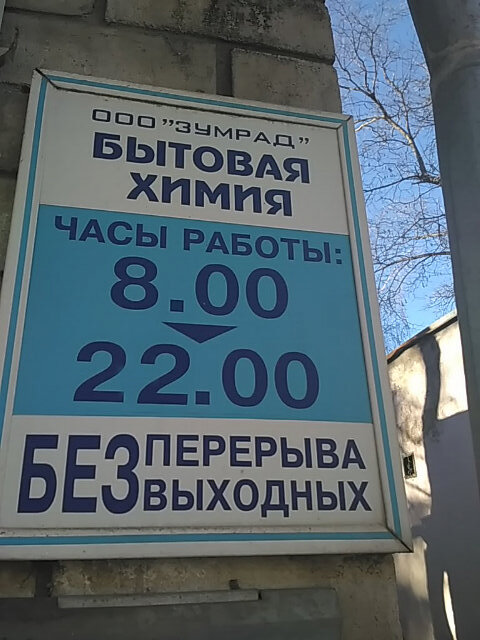 ООО "ЗУМРАД"
БЫТОВАЯ
ХИМИЯ
ЧАСЫ РАБОТЫ:
8.00
22.00
БЕЗ ПЕРЕРЫВА
ВЫХОДНЫХ